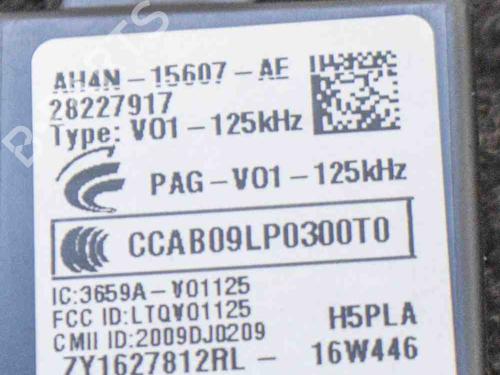 AH4N-15607-AE
28227917
Type: V01-125kHz
PAG-V01-125kHz
CCAB09LP0300T0
IC:3659A-V01125
FCC ID:LTQV01125
CMII ID:2009DJ0209
H5PLA
ZY1627812RL- 16W446